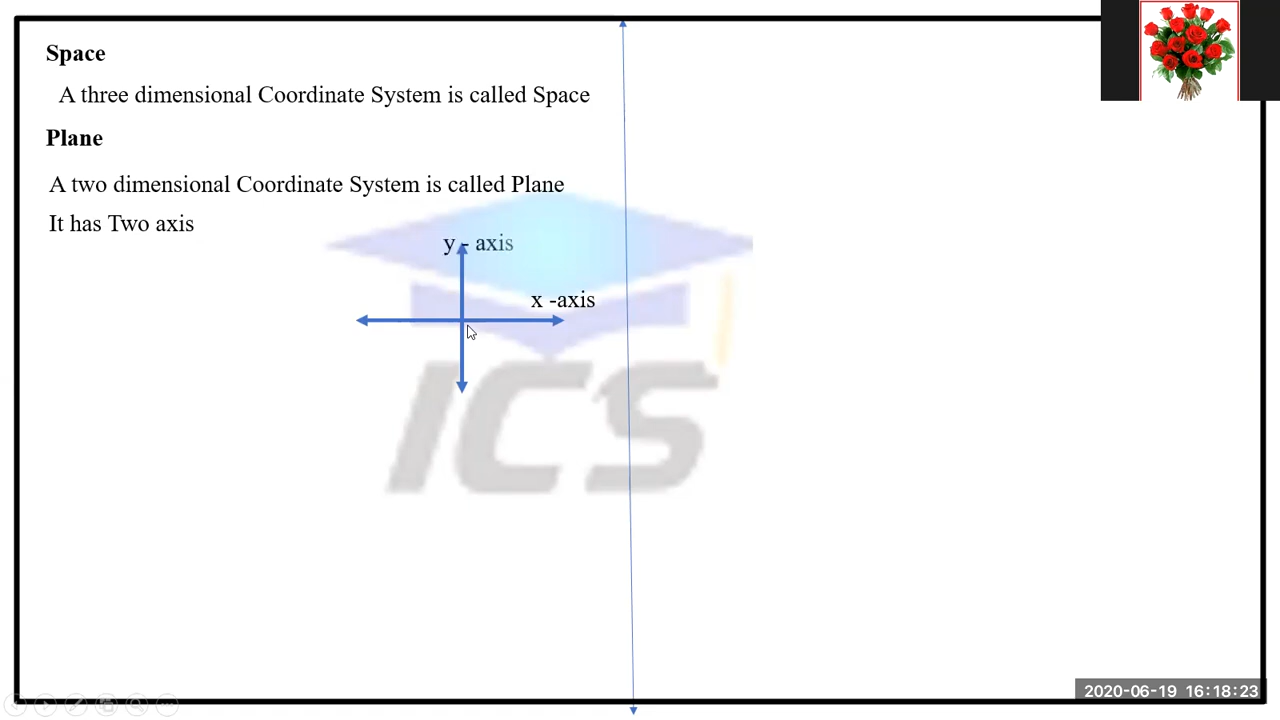 Space
A three dimensional Coordinate System is called Space
Plane
A two dimensional Coordinate System is called Plane
It has Two axis
y - axis
x -axis
ICS
2020-06-19 16:18:23